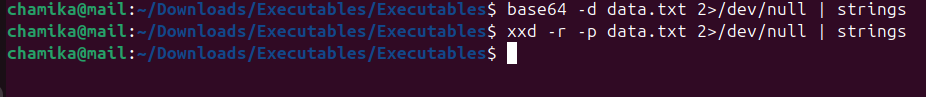 chamika@mail:~/Downloads/Executables/Executables$ base64 -d data.txt 2>/dev/null | strings
chamika@mail:~/Downloads/Executables/Executables$ xxd -r -p data.txt 2>/dev/null | strings
chamika@mail:~/Downloads/Executables/Executables$